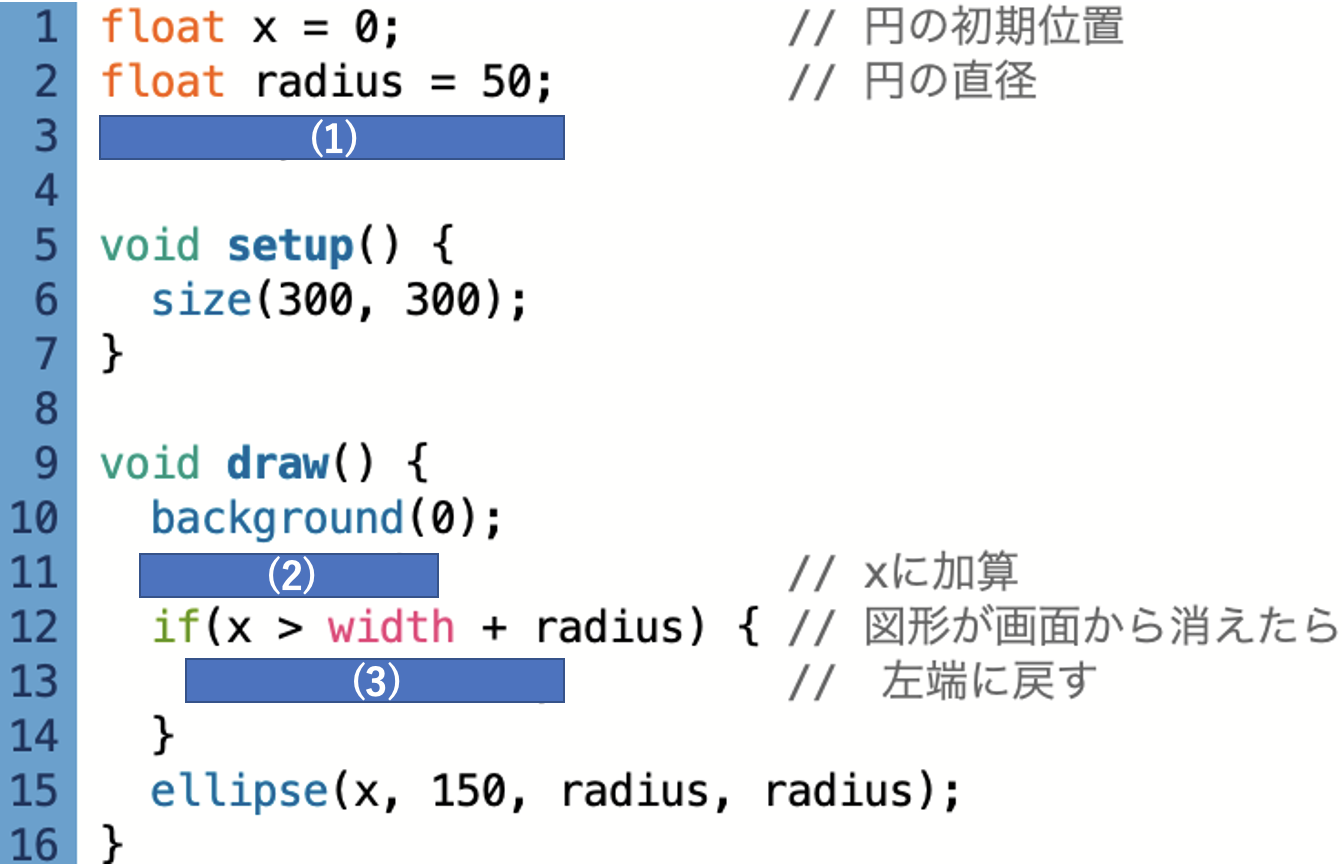 1 float x = 0; // 円の初期位置
2 float radius = 50; // 円の直径
3 (1)
4
5 void setup() {
6 size(300, 300);
7 }
8
9 void draw() {
10 background(0);
11 (2) // xに加算
12 if(x > width + radius) { // 図形が画面から消えたら
13 (3) // 左端に戻す
14 }
15 ellipse(x, 150, radius, radius);
16 }